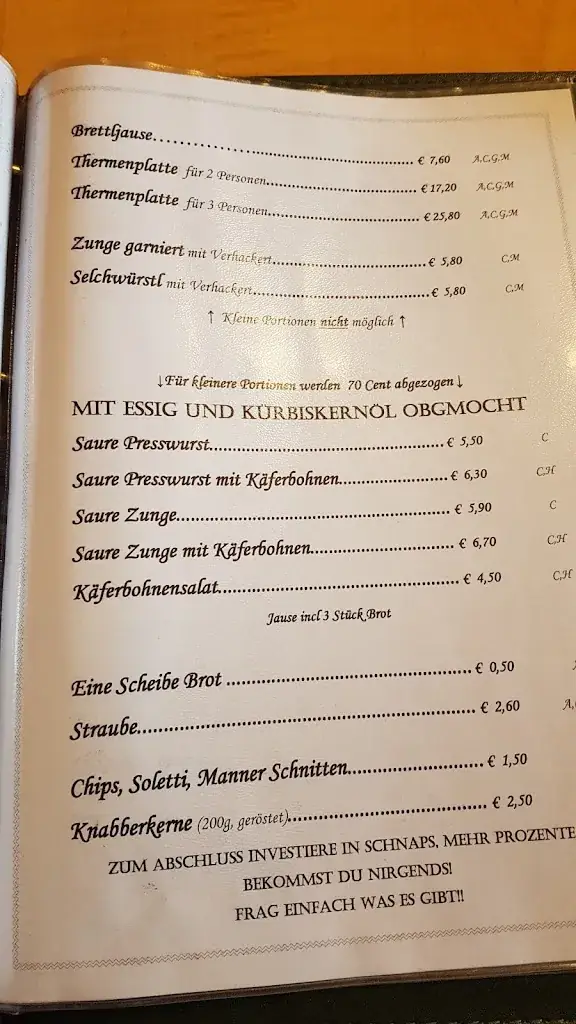 Brettljause................................................ € 7,60 A,C,G,M
Thermenplatte für 2 Personen................................ € 17,20 A,C,G,M
Thermenplatte für 3 Personen................................ € 25,80 A,C,G,M
Zunge garniert mit Verhackert................................ € 5,80 C,M
Selchwürstl mit Verhackert................................ € 5,80 C,M
↑ Kleine Portionen nicht möglich ↑
↓Für kleinere Portionen werden 70 Cent abgezogen↓
MIT ESSIG UND KÜRBISKERNÖL OBGMOCHT
Saure Presswurst................................ € 5,50 C
Saure Presswurst mit Käferbohnen................ € 6,30 C,H
Saure Zunge................................ € 5,90 C
Saure Zunge mit Käferbohnen................ € 6,70 C,H
Käferbohnensalat................................ € 4,50 C,H
Jause incl 3 Stück Brot
Eine Scheibe Brot ................................ € 0,50
Straube................................ € 2,60 A,
Chips, Soletti, Manner Schnitten................ € 1,50
Knabberkerne (200g, geröstet)................ € 2,50
ZUM ABSCHLUSS INVESTIERE IN SCHNAPS, MEHR PROZENTE
BEKOMMST DU NIRGENDS!
FRAG EINFACH WAS ES GIBT!!